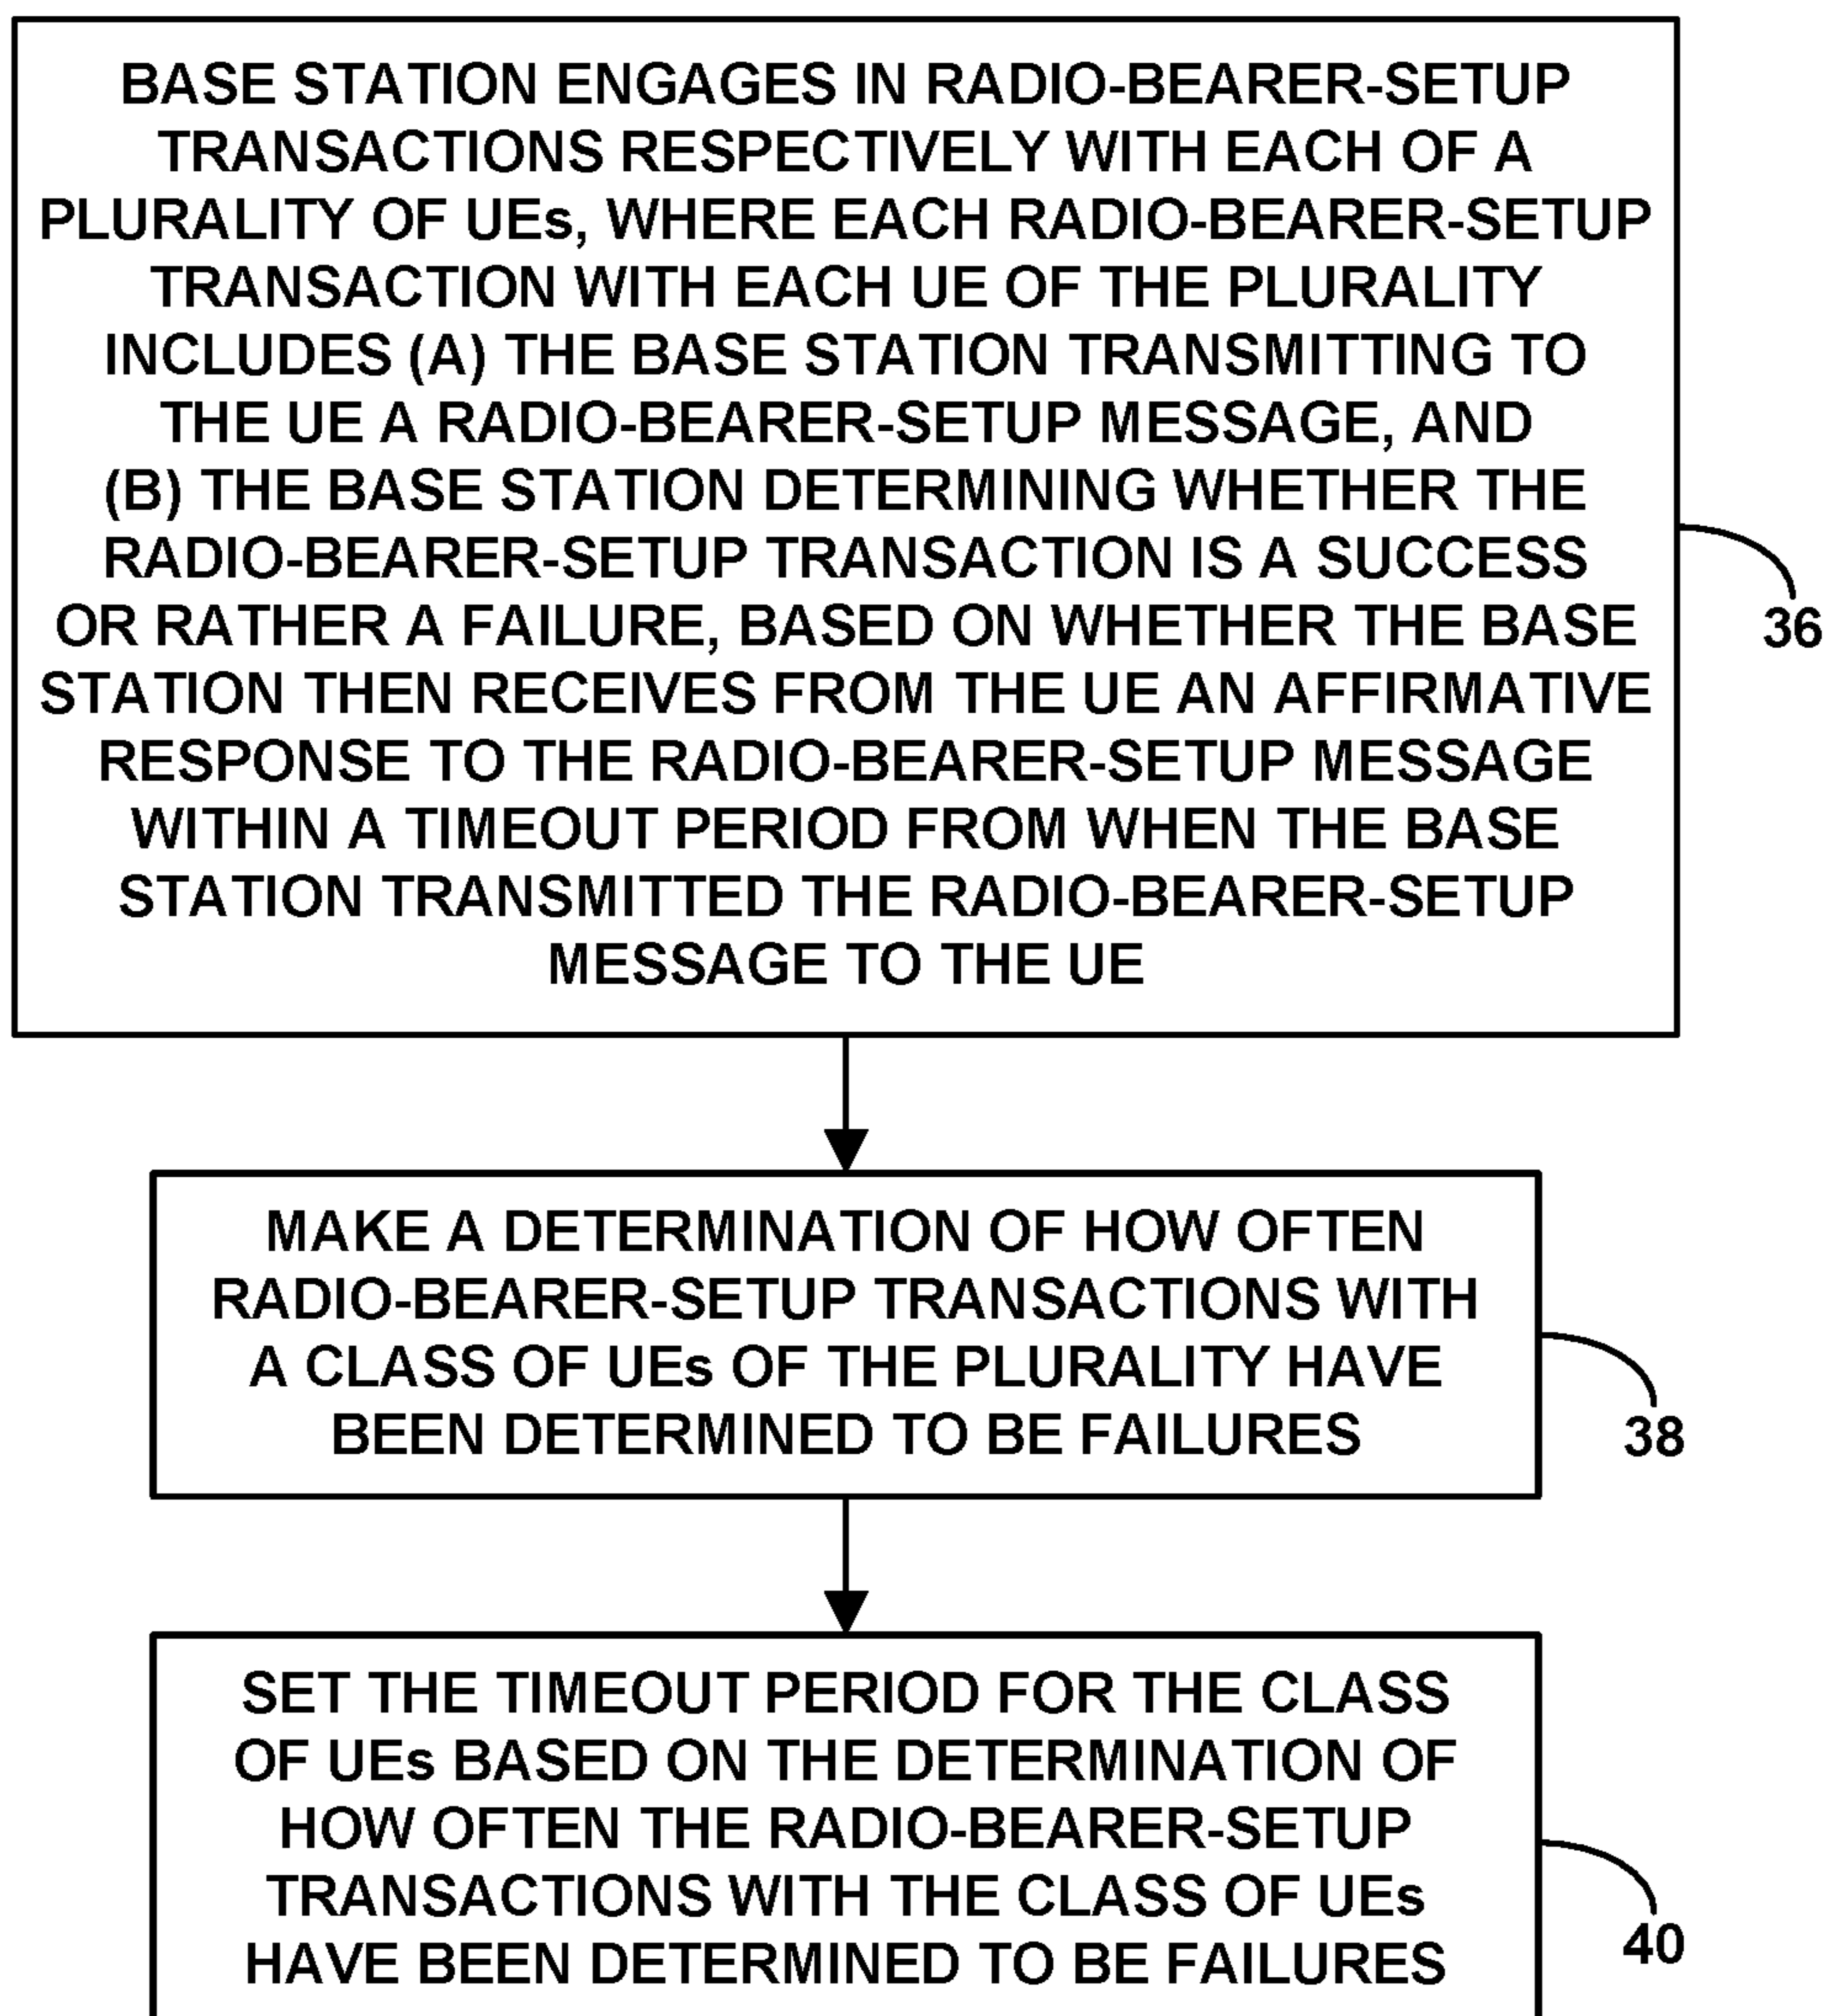 BASE STATION ENGAGES IN RADIO-BEARER-SETUP
TRANSACTIONS RESPECTIVELY WITH EACH OF A
PLURALITY OF UEs, WHERE EACH RADIO-BEARER-SETUP
TRANSACTION WITH EACH UE OF THE PLURALITY
INCLUDES (A) THE BASE STATION TRANSMITTING TO
THE UE A RADIO-BEARER-SETUP MESSAGE, AND
(B) THE BASE STATION DETERMINING WHETHER THE
RADIO-BEARER-SETUP TRANSACTION IS A SUCCESS
OR RATHER A FAILURE, BASED ON WHETHER THE BASE
STATION THEN RECEIVES FROM THE UE AN AFFIRMATIVE
RESPONSE TO THE RADIO-BEARER-SETUP MESSAGE
WITHIN A TIMEOUT PERIOD FROM WHEN THE BASE
STATION TRANSMITTED THE RADIO-BEARER-SETUP
MESSAGE TO THE UE
36
MAKE A DETERMINATION OF HOW OFTEN
RADIO-BEARER-SETUP TRANSACTIONS WITH
A CLASS OF UEs OF THE PLURALITY HAVE
BEEN DETERMINED TO BE FAILURES
38
SET THE TIMEOUT PERIOD FOR THE CLASS
OF UEs BASED ON THE DETERMINATION OF
HOW OFTEN THE RADIO-BEARER-SETUP
TRANSACTIONS WITH THE CLASS OF UEs
HAVE BEEN DETERMINED TO BE FAILURES
40